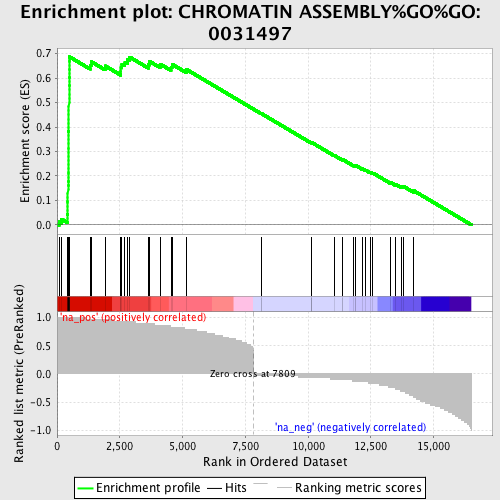 Enrichment plot: CHROMATIN ASSEMBLY%GO%GO:
0031497
Enrichment score (ES)
0.7
0.6
0.5
0.4
0.3
0.2
0.1
0.0
Ranked list metric (PreRanked)
1.0
0.5
0.0
-0.5
-1.0
'na_pos' (positively correlated)
Zero cross at 7809
'na_neg' (negatively correlated)
0
2,500
5,000
7,500
10,000
12,500
15,000
Rank in Ordered Dataset
Enrichment profile
Hits
Ranking metric scores